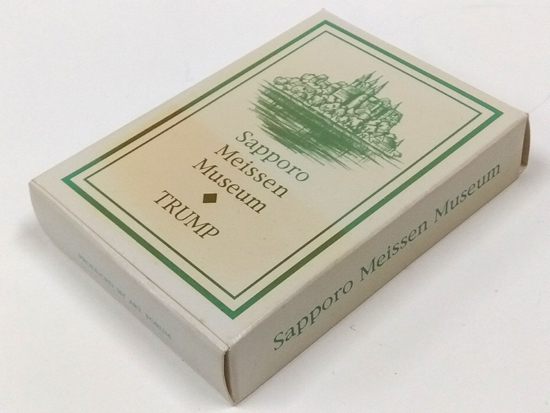 Sapporo
Meissen
Museum
TRUMP
Sapporo Meissen Museum